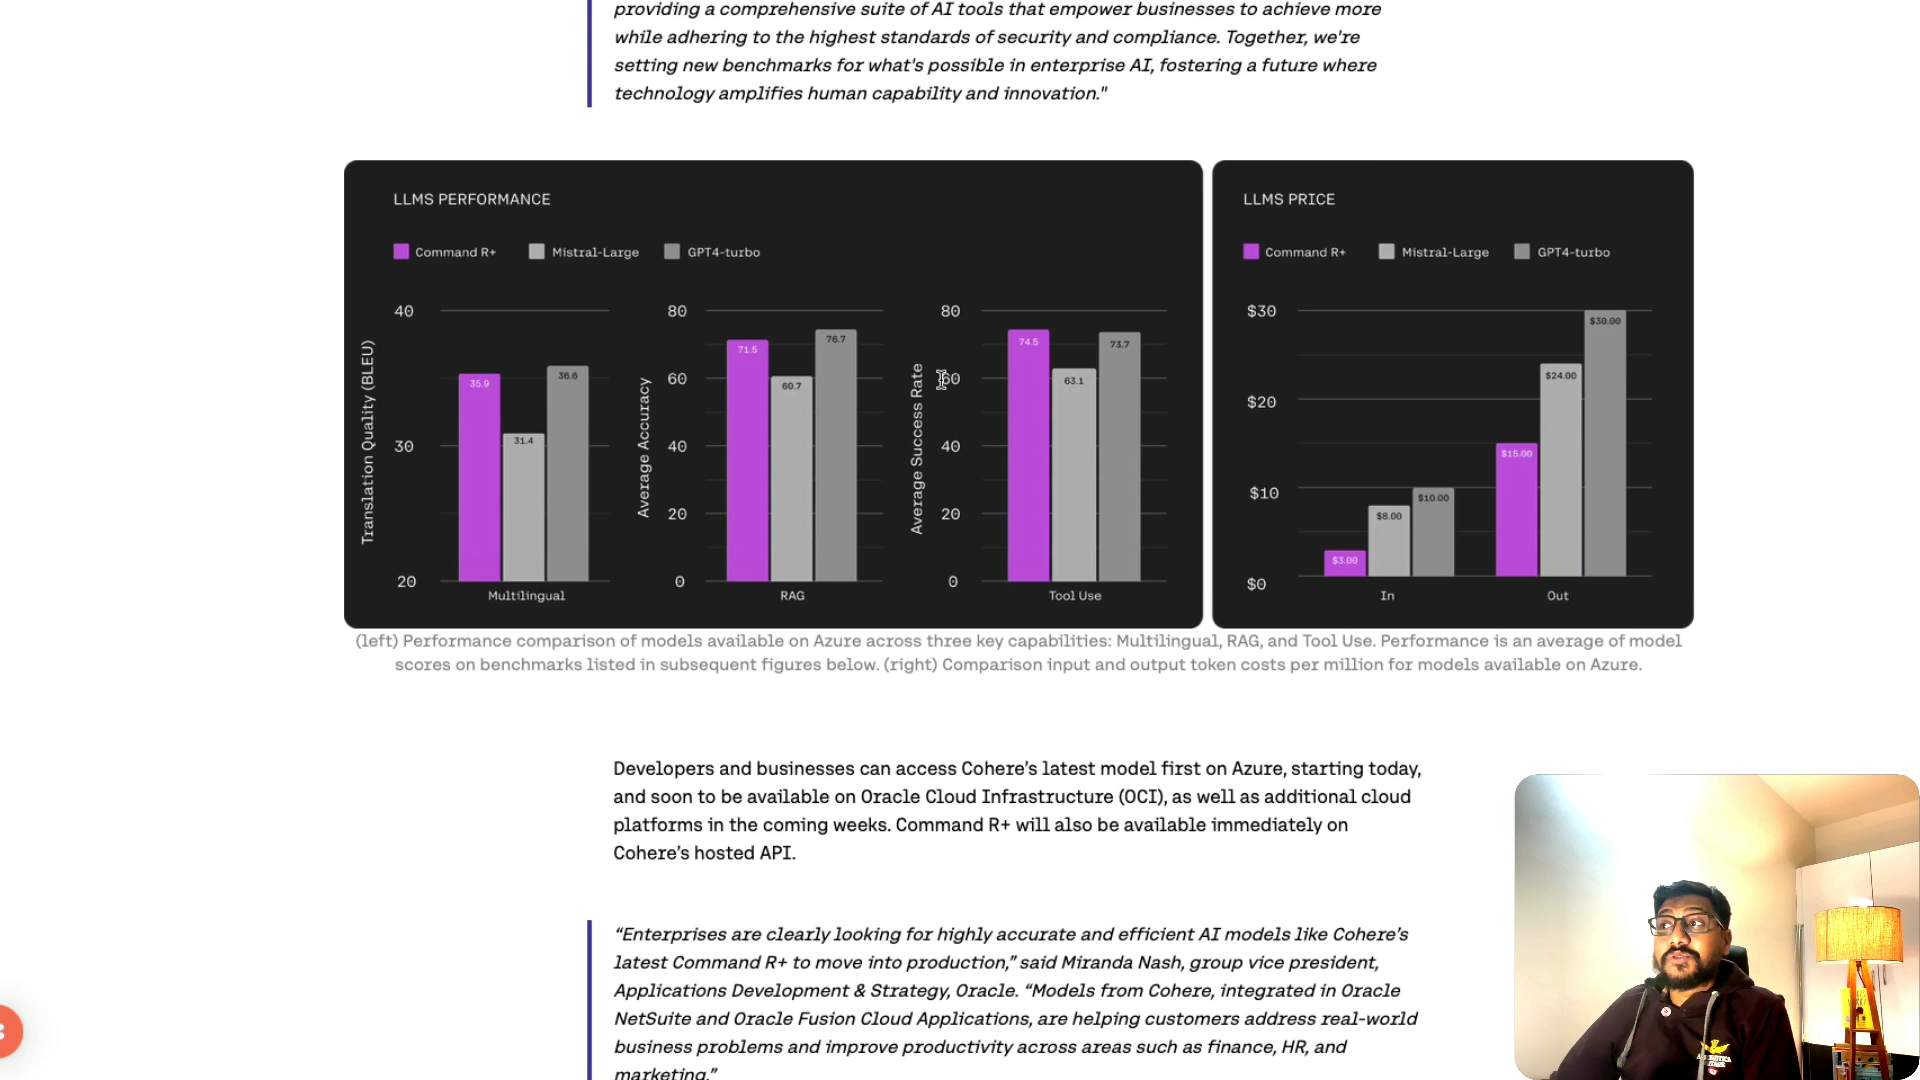 providing a comprehensive suite of AI tools that empower businesses to achieve more
while adhering to the highest standards of security and compliance. Together, we're
setting new benchmarks for what's possible in enterprise AI, fostering a future where
technology amplifies human capability and innovation."
LLMS PERFORMANCE
Command R+
Mistral-Large
GPT4-turbo
Translation Quality (BLEU)
40
30
20
35.9
31.4
36.6
Multilingual
Average Accuracy
80
60
40
20
0
71.5
60.7
76.7
RAG
Average Success Rate
80
60
40
20
0
74.5
63.1
73.7
Tool Use
LLMS PRICE
Command R+
Mistral-Large
GPT4-turbo
$30
$20
$10
$0
$3.00
$8.00
$10.00
In
$15.00
$24.00
$30.00
Out
(left) Performance comparison of models available on Azure across three key capabilities: Multilingual, RAG, and Tool Use. Performance is an average of model
scores on benchmarks listed in subsequent figures below. (right) Comparison input and output token costs per million for models available on Azure.
Developers and businesses can access Cohere’s latest model first on Azure, starting today,
and soon to be available on Oracle Cloud Infrastructure (OCI), as well as additional cloud
platforms in the coming weeks. Command R+ will also be available immediately on
Cohere’s hosted API.
“Enterprises are clearly looking for highly accurate and efficient AI models like Cohere’s
latest Command R+ to move into production,” said Miranda Nash, group vice president,
Applications Development & Strategy, Oracle. “Models from Cohere, integrated in Oracle
NetSuite and Oracle Fusion Cloud Applications, are helping customers address real-world
business problems and improve productivity across areas such as finance, HR, and
marketing.”